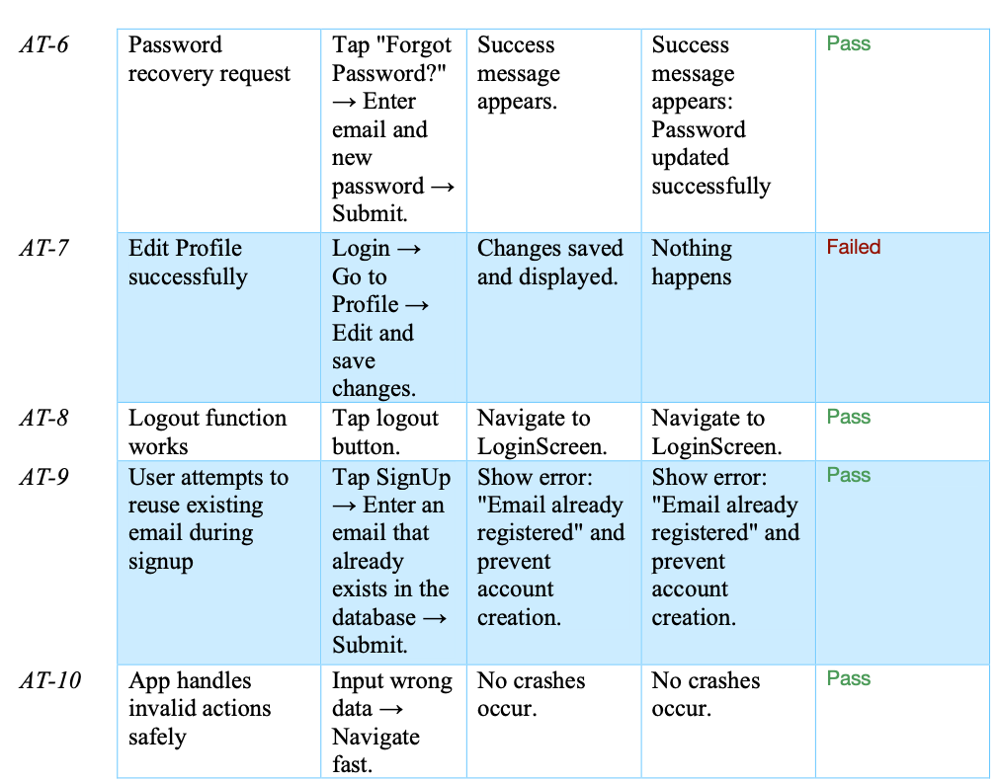 AT-6
Password
recovery request
Tap "Forgot
Password?"
→ Enter
email and
new
password →
Submit.
Success
message
appears.
Success
message
appears:
Password
updated
successfully
Pass
AT-7
Edit Profile
successfully
Login →
Go to
Profile →
Edit and
save
changes.
Changes saved
and displayed.
Nothing
happens
Failed
AT-8
Logout function
works
Tap logout
button.
Navigate to
LoginScreen.
Navigate to
LoginScreen.
Pass
AT-9
User attempts to
reuse existing
email during
signup
Tap SignUp
→ Enter an
email that
already
exists in the
database →
Submit.
Show error:
"Email already
registered" and
prevent
account
creation.
Show error:
"Email already
registered" and
prevent
account
creation.
Pass
AT-10
App handles
invalid actions
safely
Input wrong
data →
Navigate
fast.
No crashes
occur.
No crashes
occur.
Pass